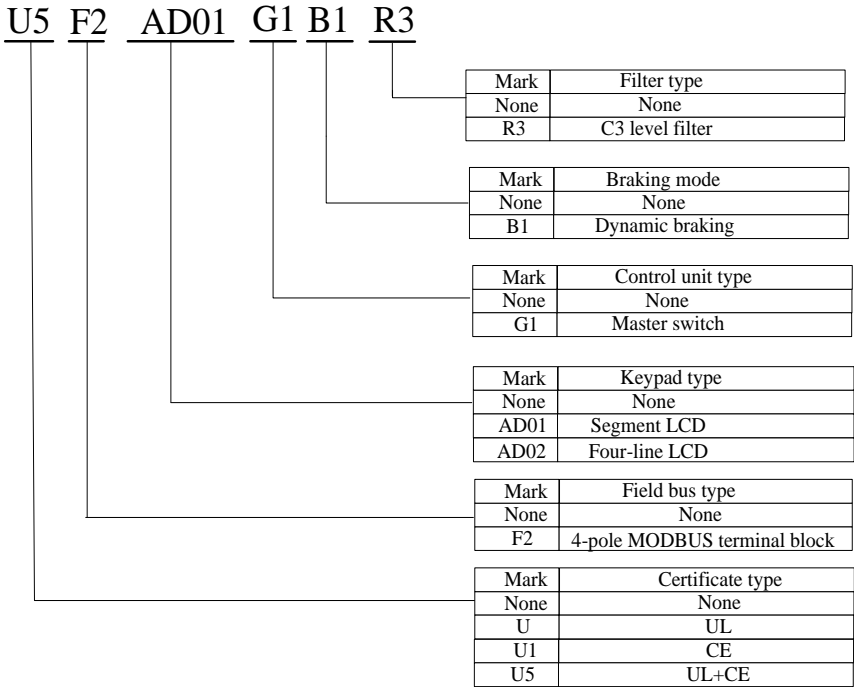 U5 F2 AD01 G1 B1 R3
Mark Filter type
None None
R3 C3 level filter
Mark Braking mode
None None
B1 Dynamic braking
Mark Control unit type
None None
G1 Master switch
Mark Keypad type
None None
AD01 Segment LCD
AD02 Four-line LCD
Mark Field bus type
None None
F2 4-pole MODBUS terminal block
Mark Certificate type
None None
U UL
U1 CE
U5 UL+CE